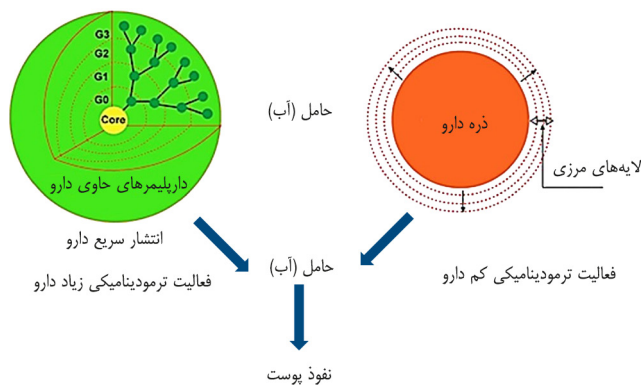 G3
G2
G1
G0
Core
دارپلیمرهای حاوی دارو
حامل (آب)
ذره دارو
لایه‌های مرزی
انتشار سریع دارو
فعالیت ترمودینامیکی زیاد دارو
حامل (آب)
فعالیت ترمودینامیکی کم دارو
نفوذ پوست